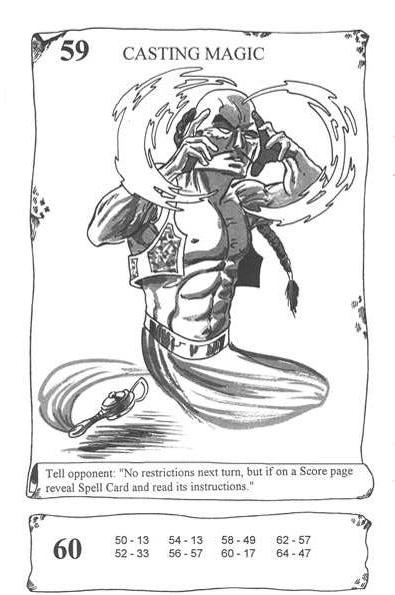 59 CASTING MAGIC
Tell opponent: "No restrictions next turn, but if on a Score page
reveal Spell Card and read its instructions."
60
50 - 13 54 - 13 58 - 49 62 - 57
52 - 33 56 - 57 60 - 17 64 - 47